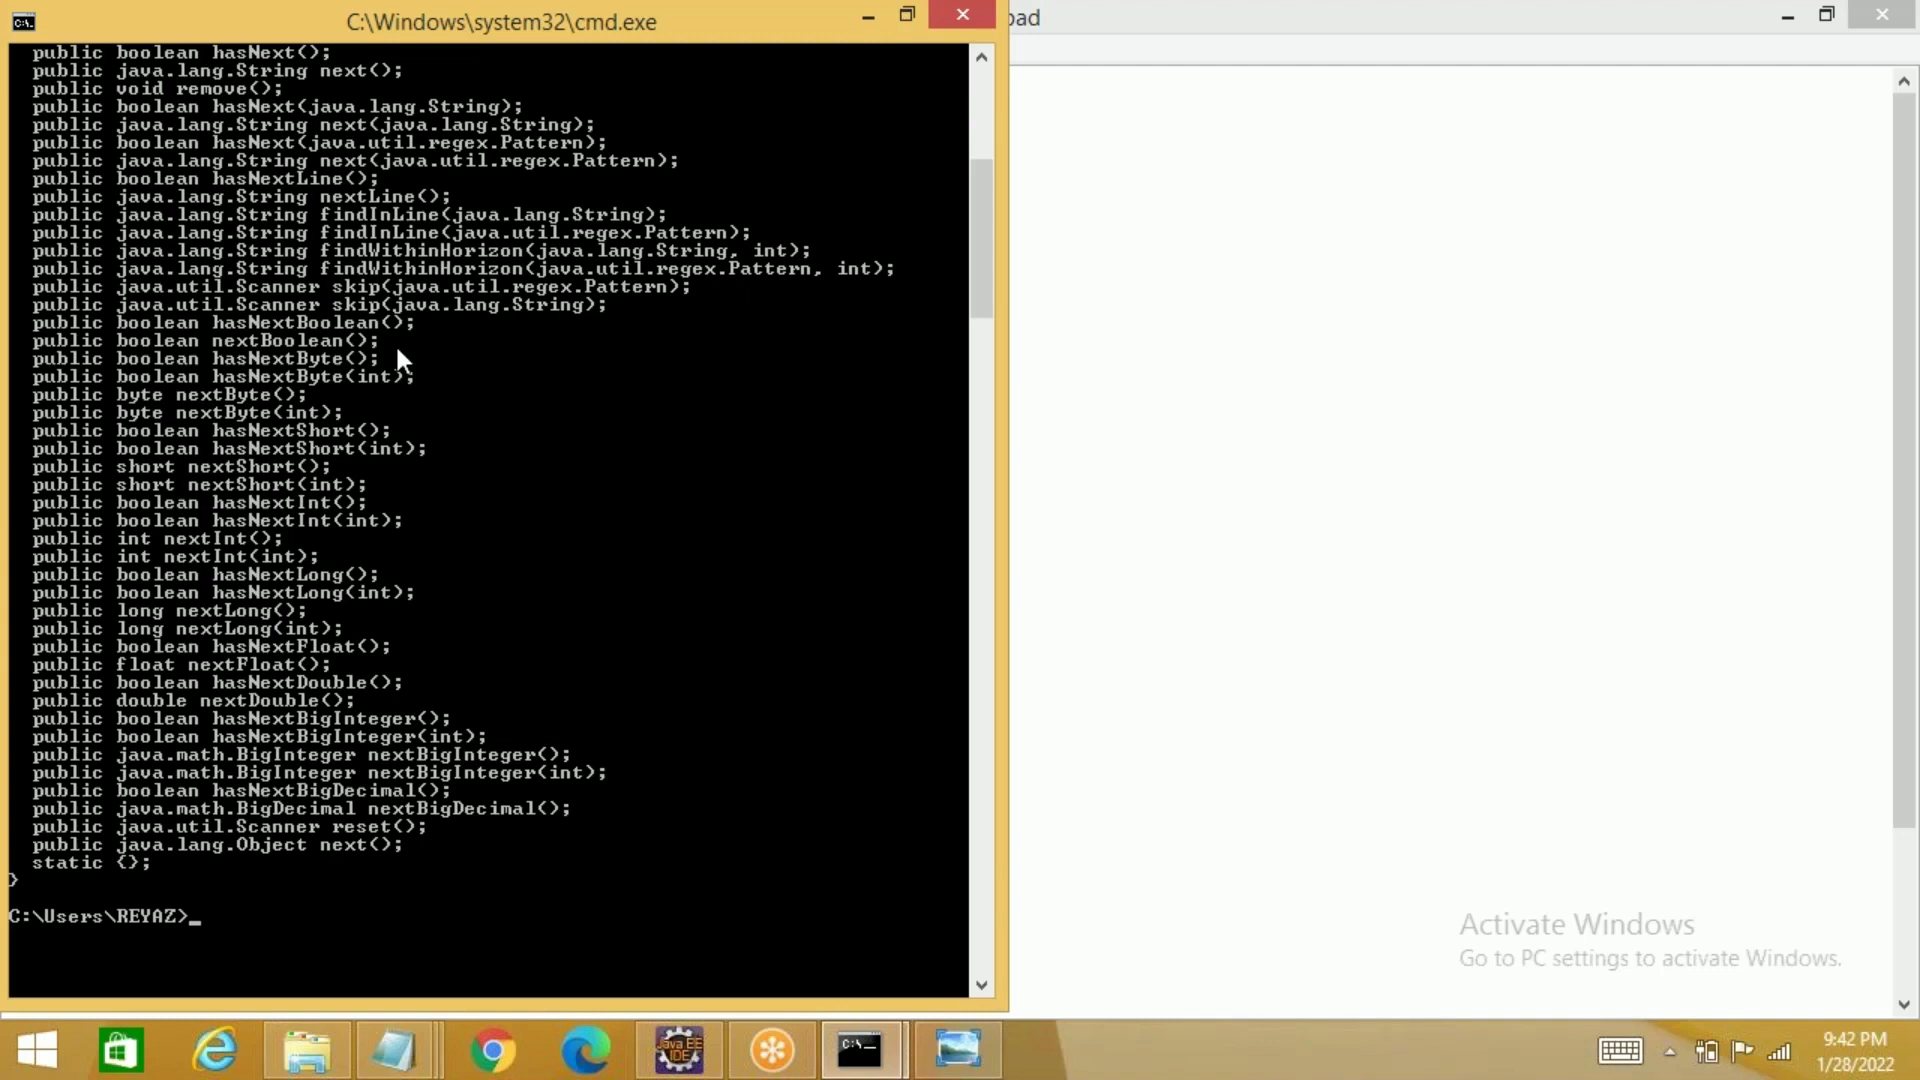 C:\Windows\system32\cmd.exe
pad
public boolean hasNext();
public java.lang.String next();
public void remove();
public boolean hasNext(java.lang.String);
public java.lang.String next(java.lang.String);
public boolean hasNext(java.util.regex.Pattern);
public java.lang.String next(java.util.regex.Pattern);
public boolean hasNextLine();
public java.lang.String nextLine();
public java.lang.String findInLine(java.lang.String);
public java.lang.String findInLine(java.util.regex.Pattern);
public java.lang.String findWithinHorizon(java.lang.String, int);
public java.lang.String findWithinHorizon(java.util.regex.Pattern, int);
public java.util.Scanner skip(java.util.regex.Pattern);
public java.util.Scanner skip(java.lang.String);
public boolean hasNextBoolean();
public boolean nextBoolean();
public boolean hasNextByte();
public boolean hasNextByte(int);
public byte nextByte();
public byte nextByte(int);
public boolean hasNextShort();
public boolean hasNextShort(int);
public short nextShort();
public short nextShort(int);
public boolean hasNextInt();
public boolean hasNextInt(int);
public int nextInt();
public int nextInt(int);
public boolean hasNextLong();
public boolean hasNextLong(int);
public long nextLong();
public long nextLong(int);
public boolean hasNextFloat();
public float nextFloat();
public boolean hasNextDouble();
public double nextDouble();
public boolean hasNextBigInteger();
public boolean hasNextBigInteger(int);
public java.math.BigInteger nextBigInteger();
public java.math.BigInteger nextBigInteger(int);
public boolean hasNextBigDecimal();
public java.math.BigDecimal nextBigDecimal();
public java.util.Scanner reset();
public java.lang.Object next();
static {};
}
C:\Users\REYAZ>_
Activate Windows
Go to PC settings to activate Windows.
Java EE
IDE
C:\_
9:42 PM
1/28/2022